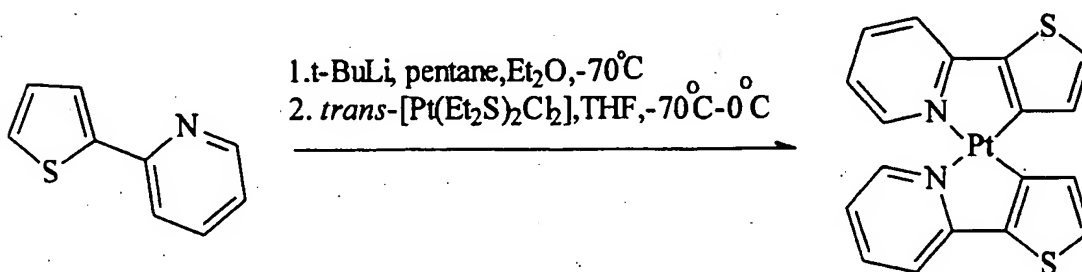 1.t-BuLi, pentane,Et₂O,-70°C
2. trans-[Pt(Et₂S)₂Cl₂],THF,-70°C-0°C
S
N
S
N
Pt
N
S